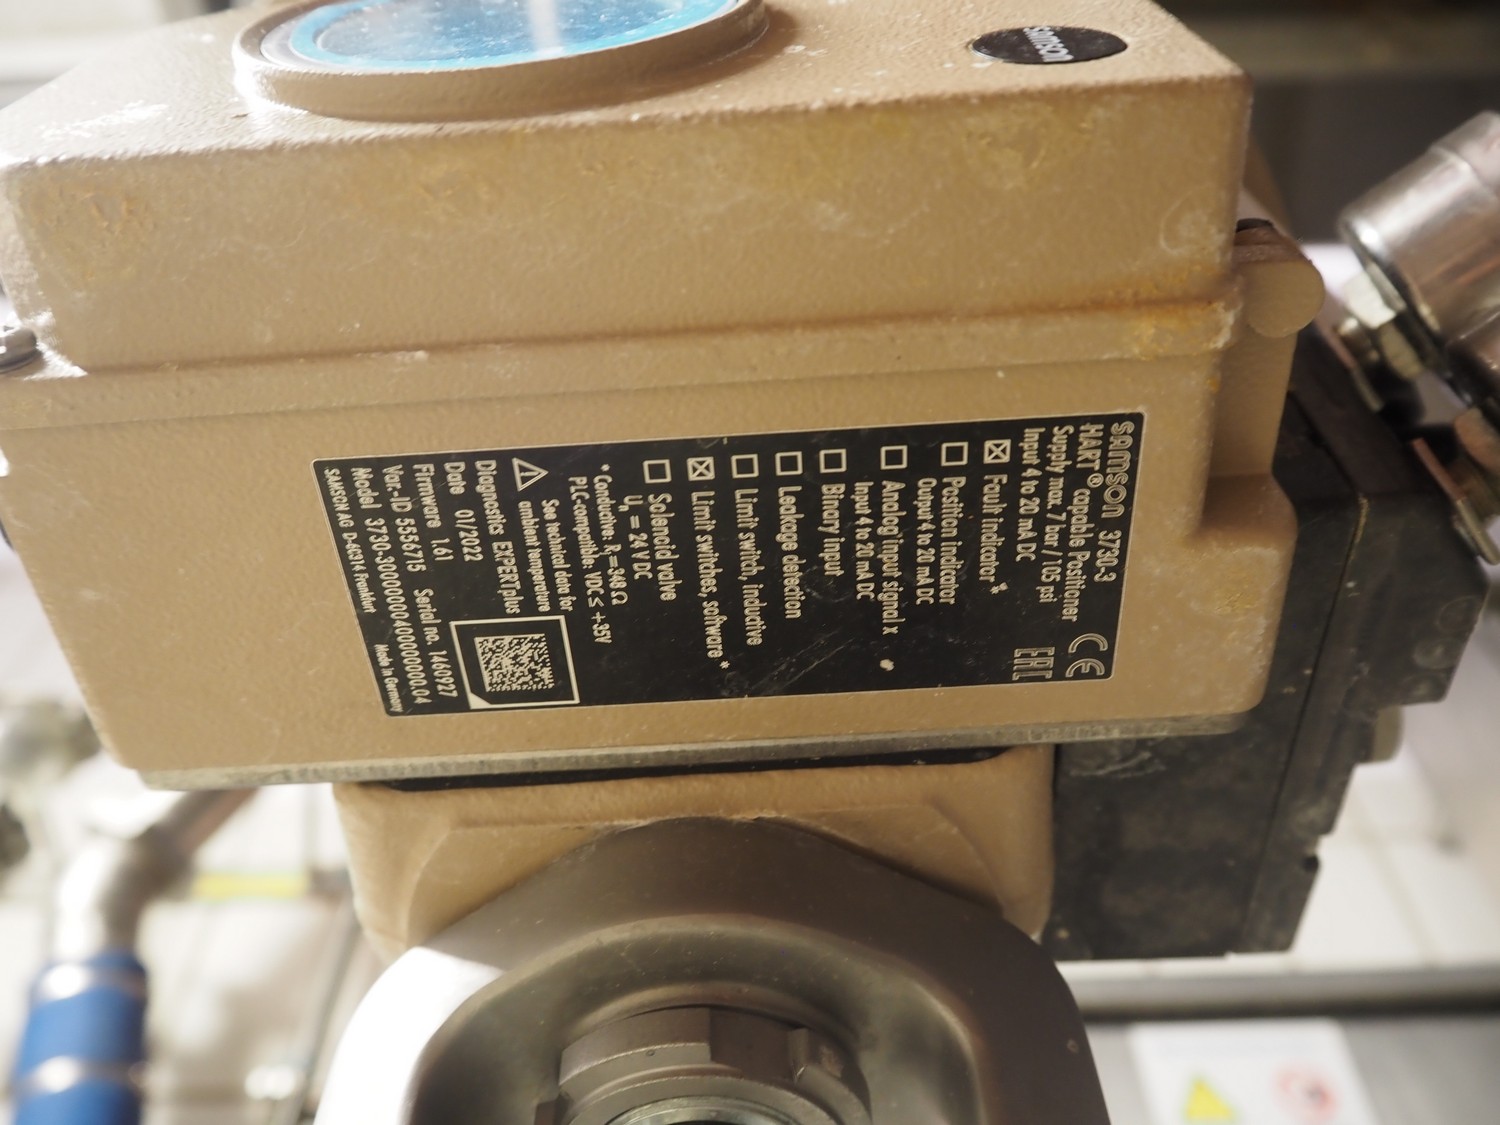 samson
SAMSON 3730-3
HART® capable Positioner
Supply max. 7 bar / 105 psi
Input 4 to 20 mA DC
CE
EAC
☒ Fault indicator *
☐ Position indicator
Output 4 to 20 mA DC
☐ Analog input signal x *
Input 4 to 20 mA DC
☐ Binary input
☐ Leakage detection
☐ Limit switch, inductive
☒ Limit switches, software *
☐ Solenoid valve
Uₙ = 24 V DC
* Conductive: Rᵢ = 348 Ω
PLC-compatible: VDC ≤ +35V
See technical data for
ambient temperature
Diagnostics EXPERTplus
Date 01/2022
Firmware 1.61
Var.-ID 5556715 Serial no. 1460927
Model 3730-300000004000000000.04
SAMSON AG D-60314 Frankfurt Made in Germany